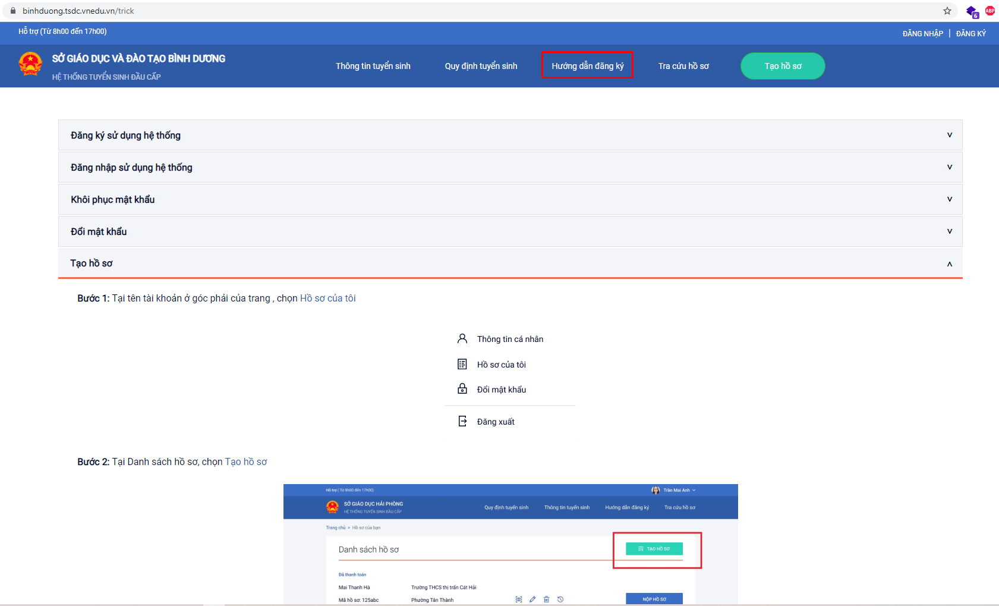 binhduong.tsdc.vnedu.vn/trick
6
ABP
Hỗ trợ (Từ 8h00 đến 17h00)
ĐĂNG NHẬP | ĐĂNG KÝ
SỞ GIÁO DỤC VÀ ĐÀO TẠO BÌNH DƯƠNG
HỆ THỐNG TUYỂN SINH ĐẦU CẤP
Thông tin tuyển sinh
Quy định tuyển sinh
Hướng dẫn đăng ký
Tra cứu hồ sơ
Tạo hồ sơ
Đăng ký sử dụng hệ thống
Đăng nhập sử dụng hệ thống
Khôi phục mật khẩu
Đổi mật khẩu
Tạo hồ sơ
Bước 1: Tại tên tài khoản ở góc phải của trang , chọn Hồ sơ của tôi
Thông tin cá nhân
Hồ sơ của tôi
Đổi mật khẩu
Đăng xuất
Bước 2: Tại Danh sách hồ sơ, chọn Tạo hồ sơ
Hỗ trợ ( Từ 8h00 đến 17h00)
Trần Mai Anh
SỞ GIÁO DỤC HẢI PHÒNG
HỆ THỐNG TUYỂN SINH ĐẦU CẤP
Quy định tuyển sinh
Thông tin tuyển sinh
Hướng dẫn đăng ký
Tra cứu hồ sơ
Trang chủ > Hồ sơ của bạn
Danh sách hồ sơ
TẠO HỒ SƠ
Đã thanh toán
Mai Thanh Hà
Trường THCS thị trấn Cát Hải
Mã hồ sơ: 125abc
Phường Tân Thành
NỘP HỒ SƠ